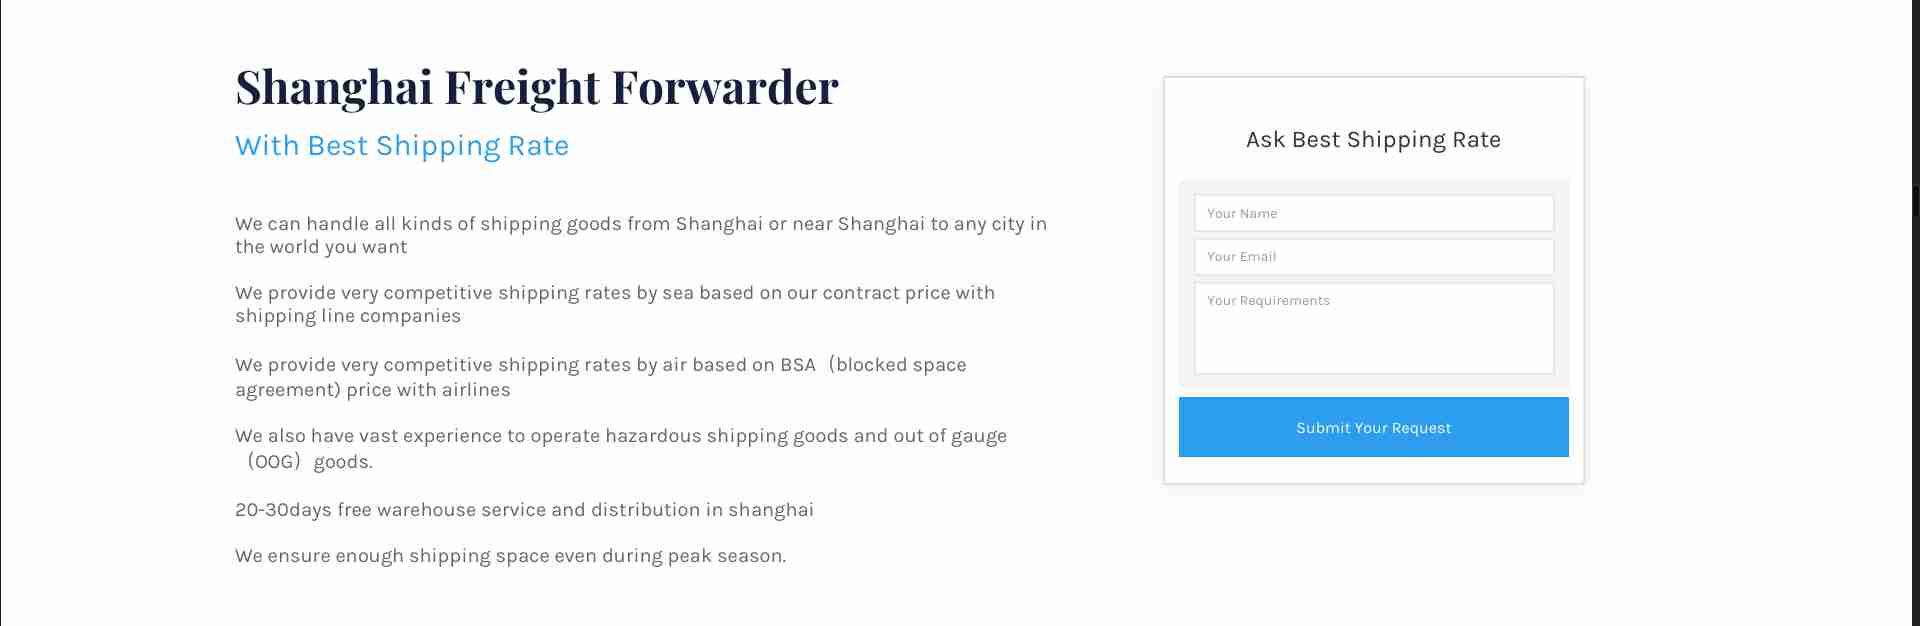 Shanghai Freight Forwarder
With Best Shipping Rate
We can handle all kinds of shipping goods from Shanghai or near Shanghai to any city in
the world you want
We provide very competitive shipping rates by sea based on our contract price with
shipping line companies
We provide very competitive shipping rates by air based on BSA（blocked space
agreement) price with airlines
We also have vast experience to operate hazardous shipping goods and out of gauge
（OOG） goods.
20-30days free warehouse service and distribution in shanghai
We ensure enough shipping space even during peak season.
Ask Best Shipping Rate
Your Name
Your Email
Your Requirements
Submit Your Request